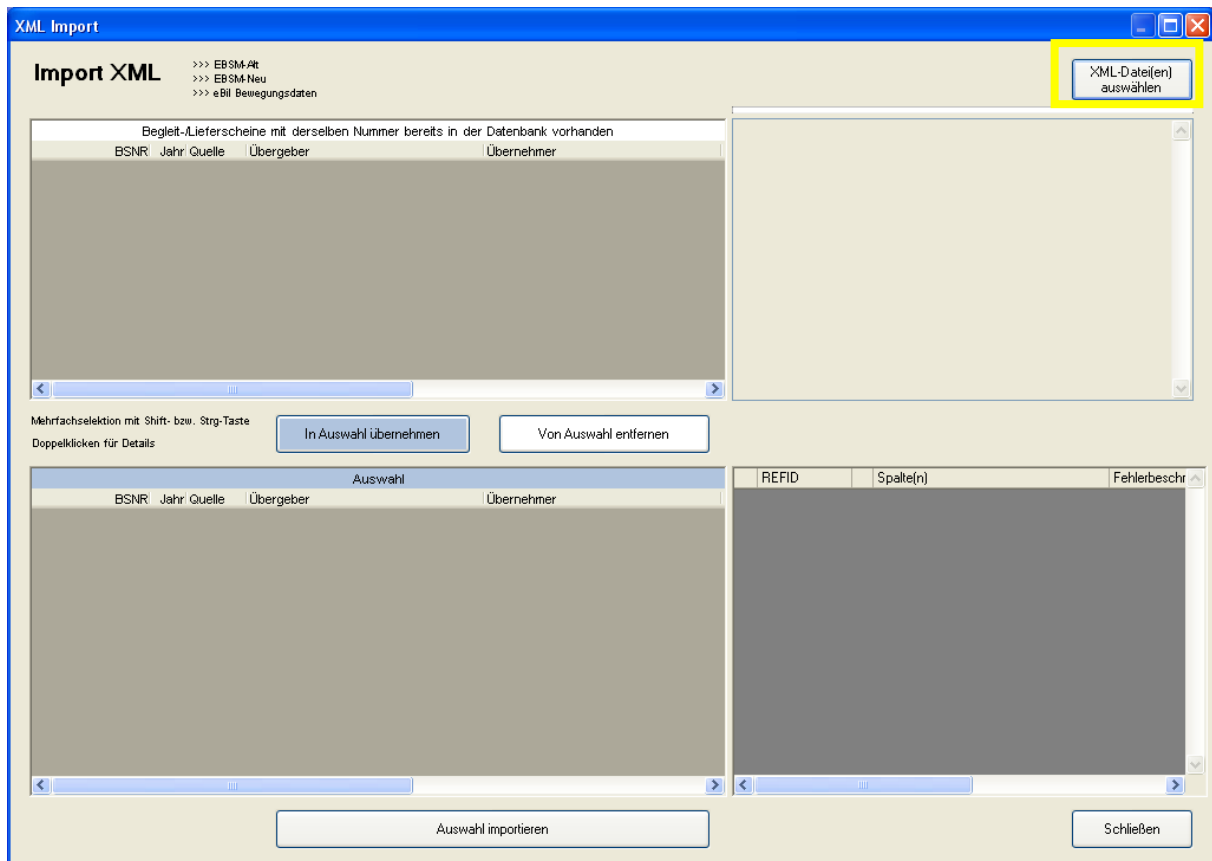 XML Import
Import XML
>>> EBSM-Alt
>>> EBSM-Neu
>>> eBil Bewegungsdaten
XML-Datei(en)
auswählen
Begleit-/Lieferscheine mit derselben Nummer bereits in der Datenbank vorhanden
BSNR Jahr Quelle Übergeber Übernehmer
Mehrfachselektion mit Shift- bzw. Strg-Taste
Doppelklicken für Details
In Auswahl übernehmen
Von Auswahl entfernen
Auswahl
BSNR Jahr Quelle Übergeber Übernehmer
REFID Spalte(n) Fehlerbeschr
Auswahl importieren
Schließen